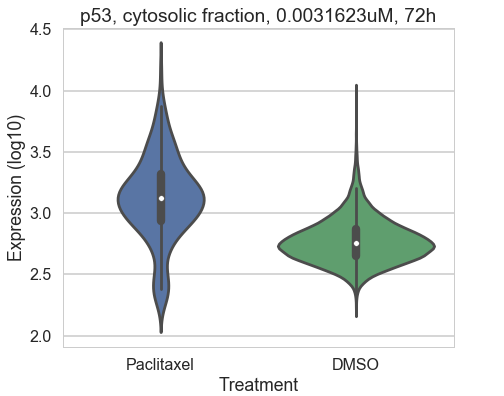 p53, cytosolic fraction, 0.0031623uM, 72h
Expression (log10)
4.5
4.0
3.5
3.0
2.5
2.0
Paclitaxel DMSO
Treatment